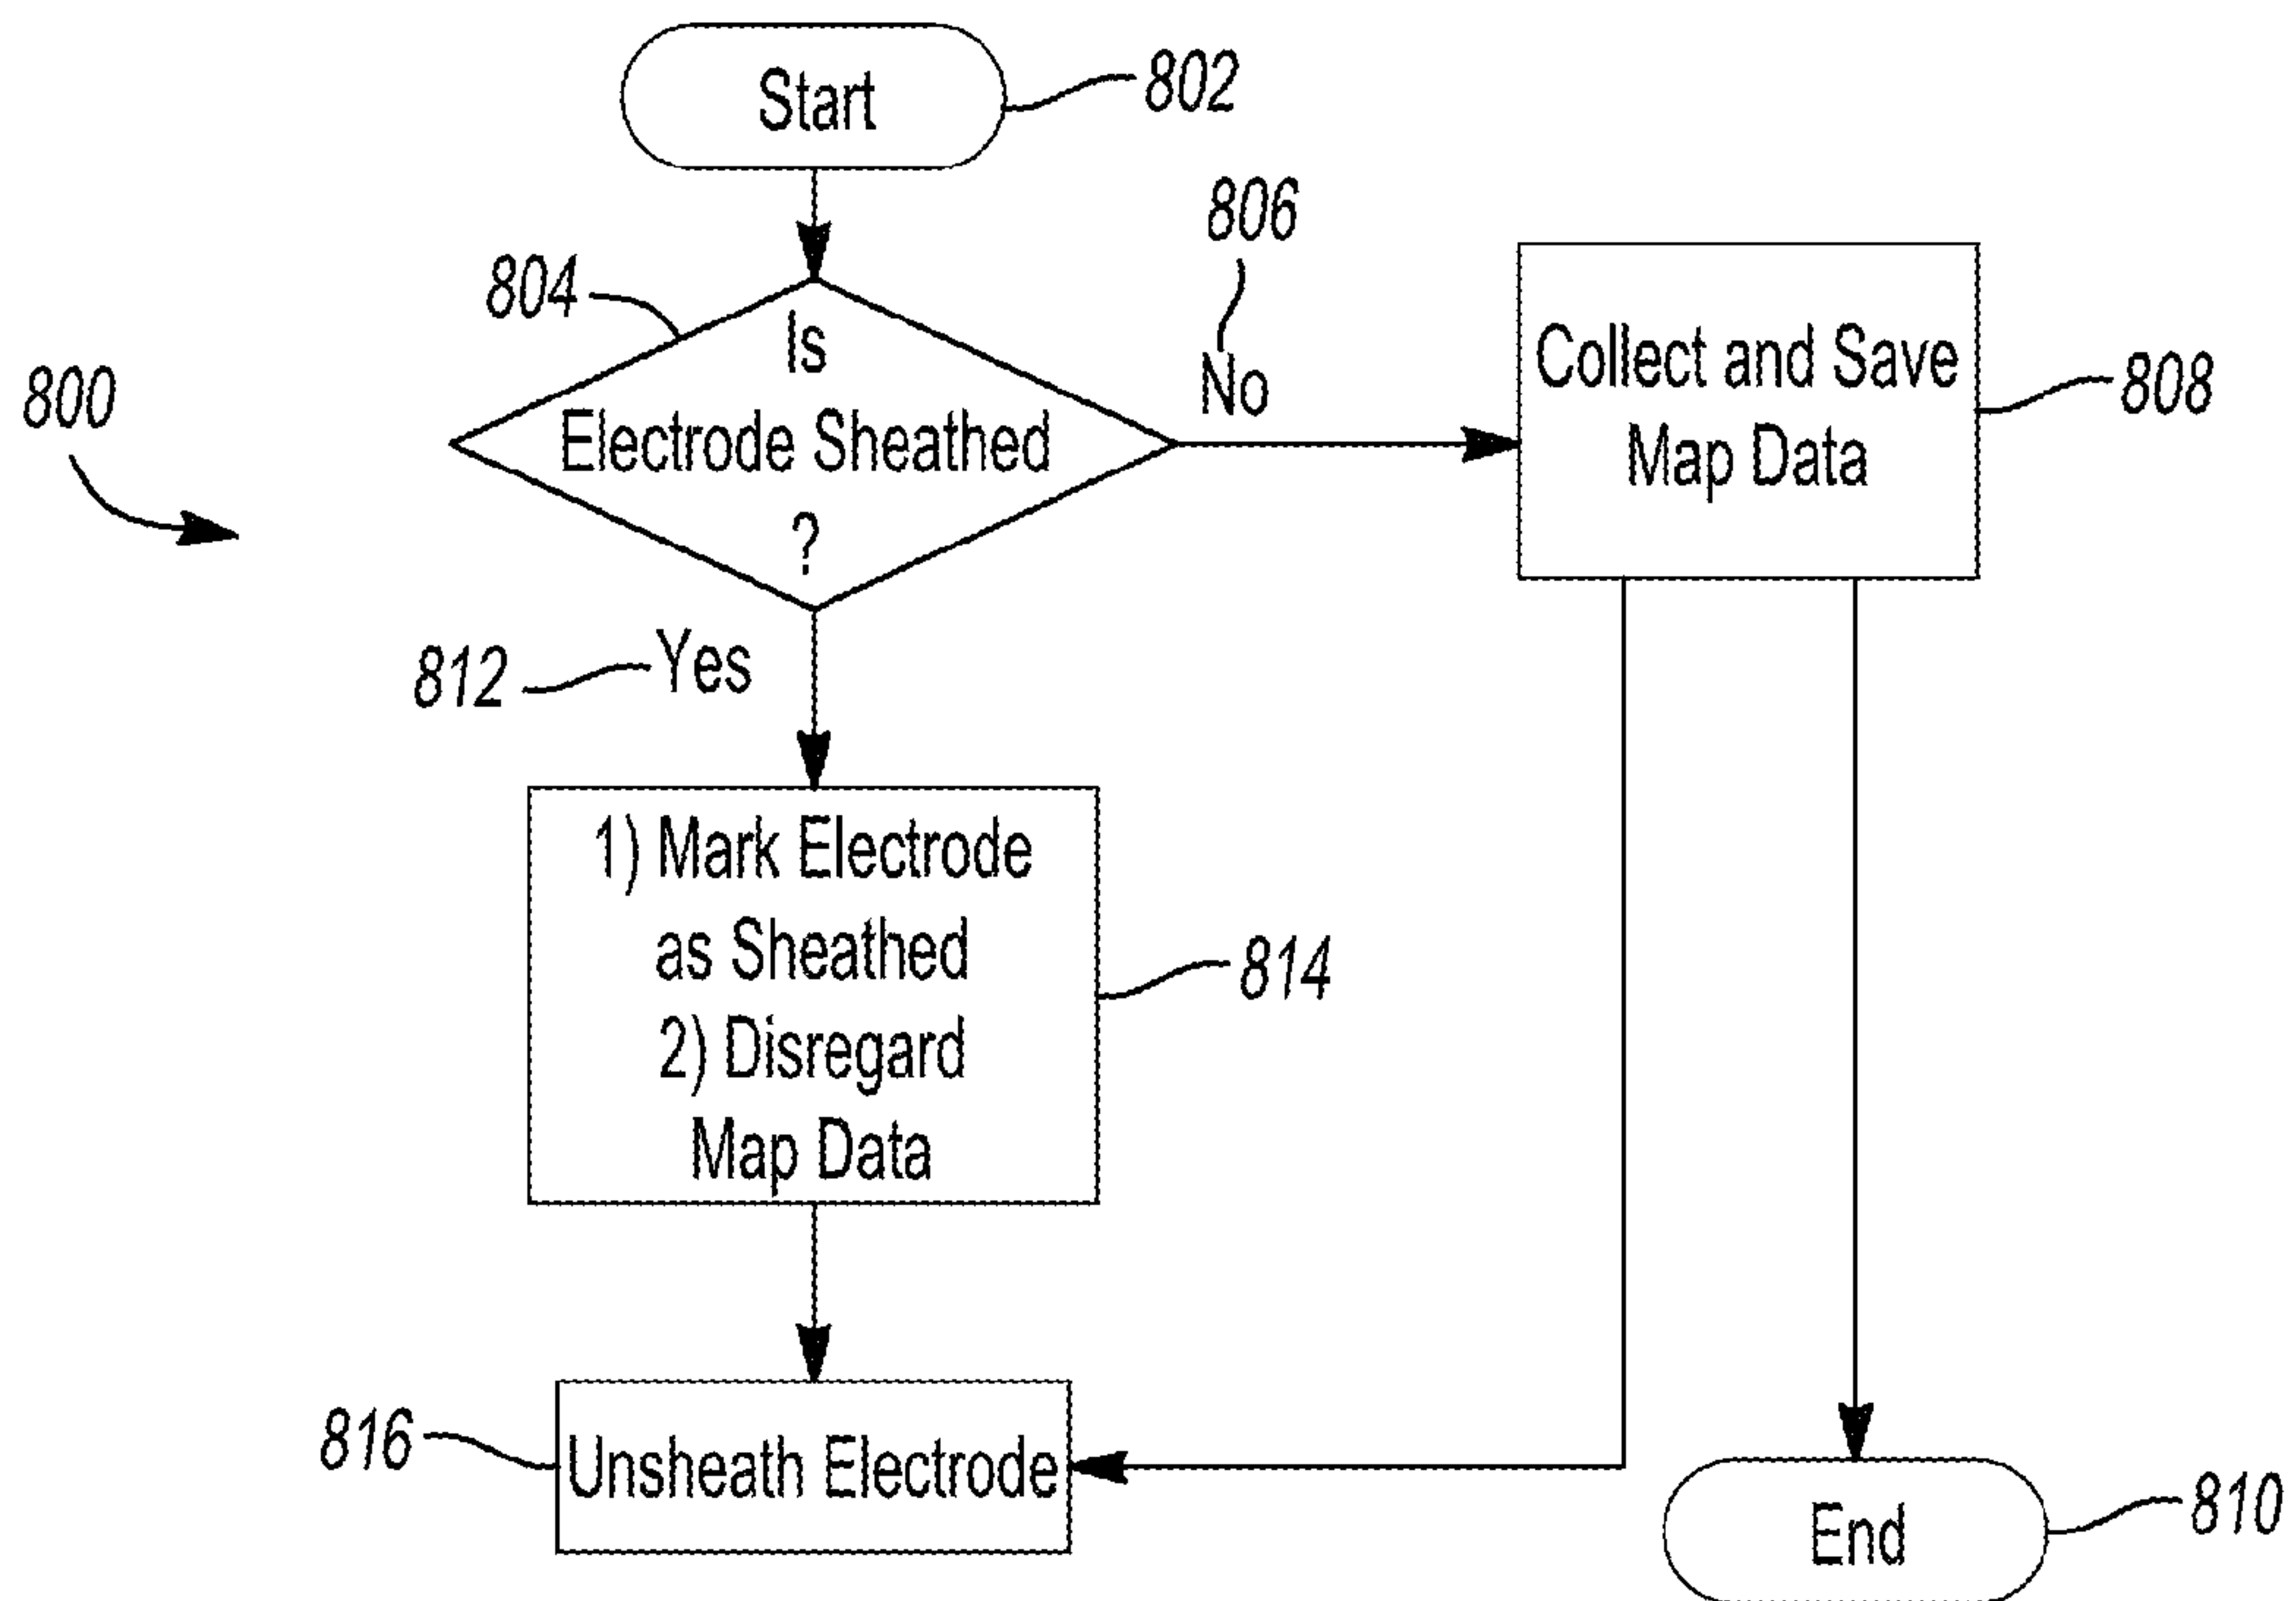 Start
802
806
No
804
Is
Electrode Sheathed
?
800
Collect and Save
Map Data
808
812
Yes
1) Mark Electrode
as Sheathed
2) Disregard
Map Data
814
816
Unsheath Electrode
End
810